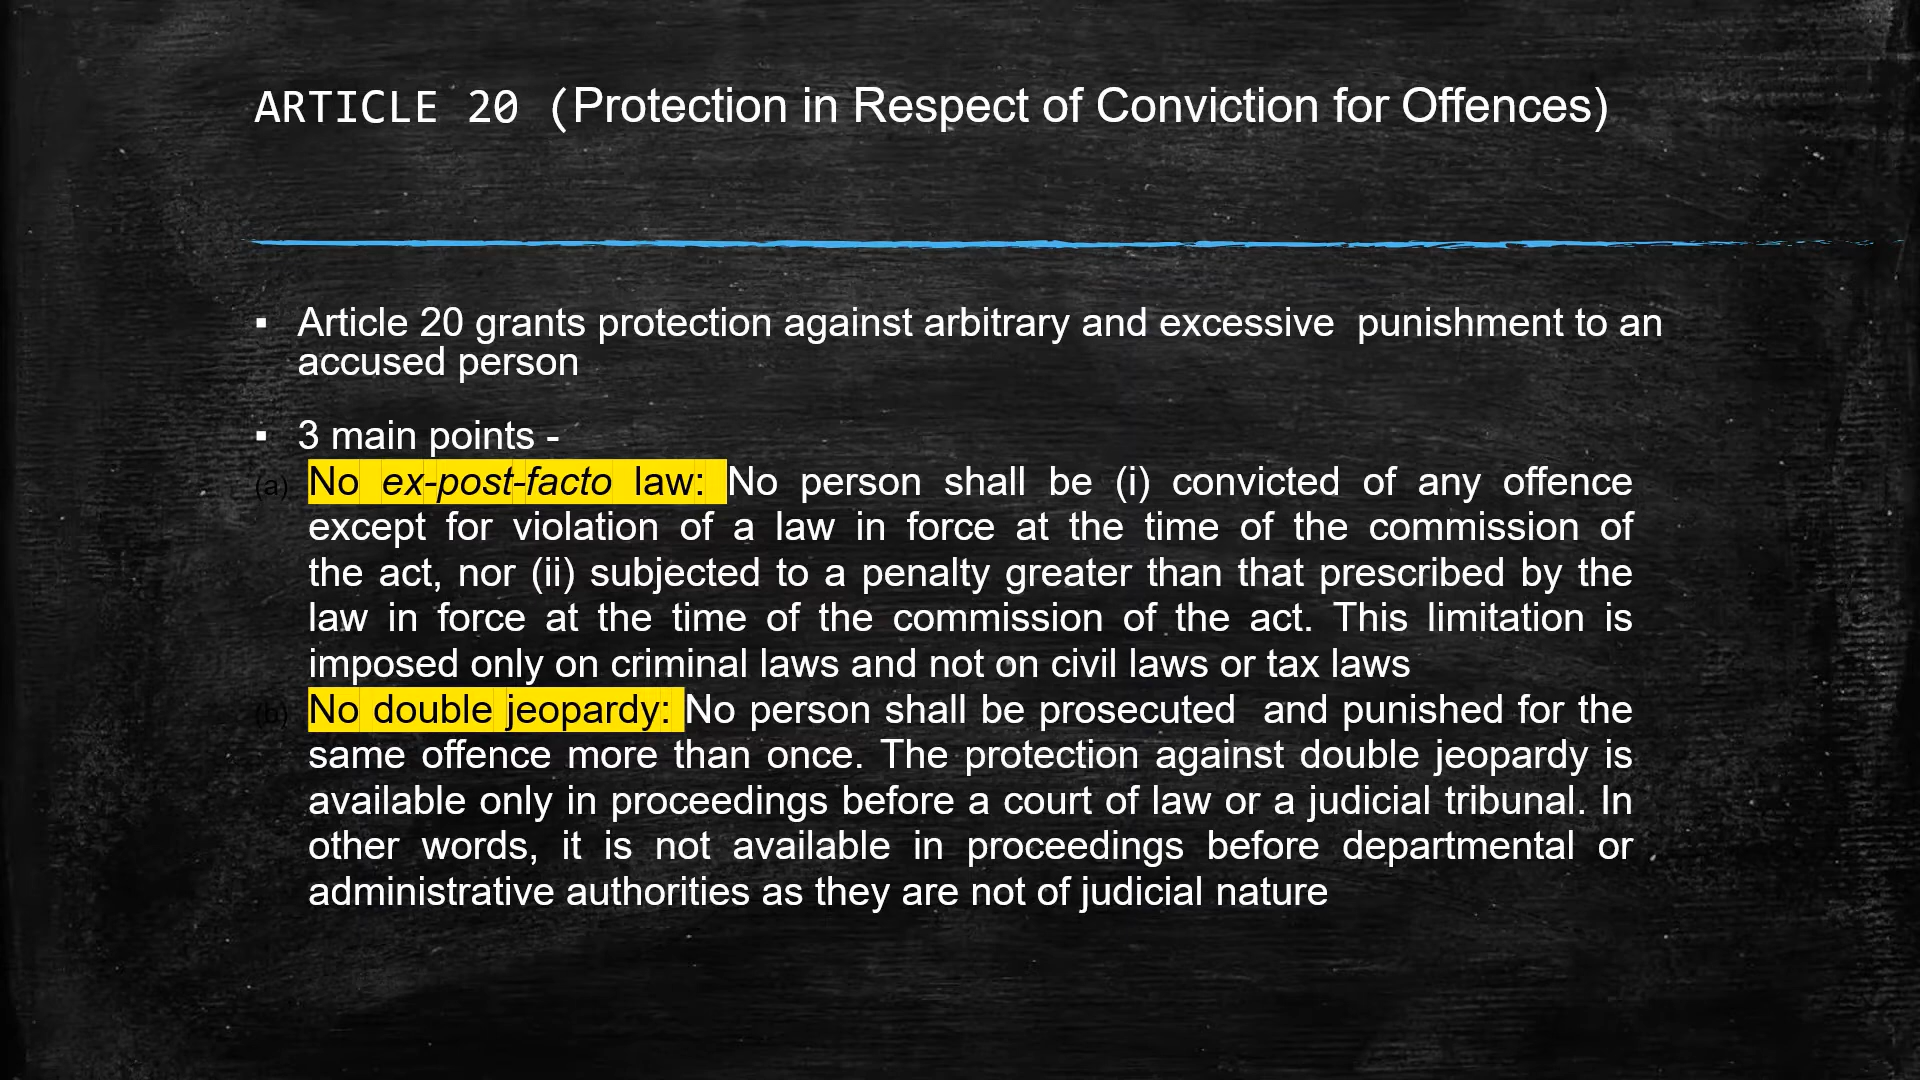 ARTICLE 20 (Protection in Respect of Conviction for Offences)
▪ Article 20 grants protection against arbitrary and excessive  punishment to an
accused person
▪ 3 main points -
(a) No ex-post-facto law: No person shall be (i) convicted of any offence
except for violation of a law in force at the time of the commission of
the act, nor (ii) subjected to a penalty greater than that prescribed by the
law in force at the time of the commission of the act. This limitation is
imposed only on criminal laws and not on civil laws or tax laws
(b) No double jeopardy: No person shall be prosecuted  and punished for the
same offence more than once. The protection against double jeopardy is
available only in proceedings before a court of law or a judicial tribunal. In
other words, it is not available in proceedings before departmental or
administrative authorities as they are not of judicial nature